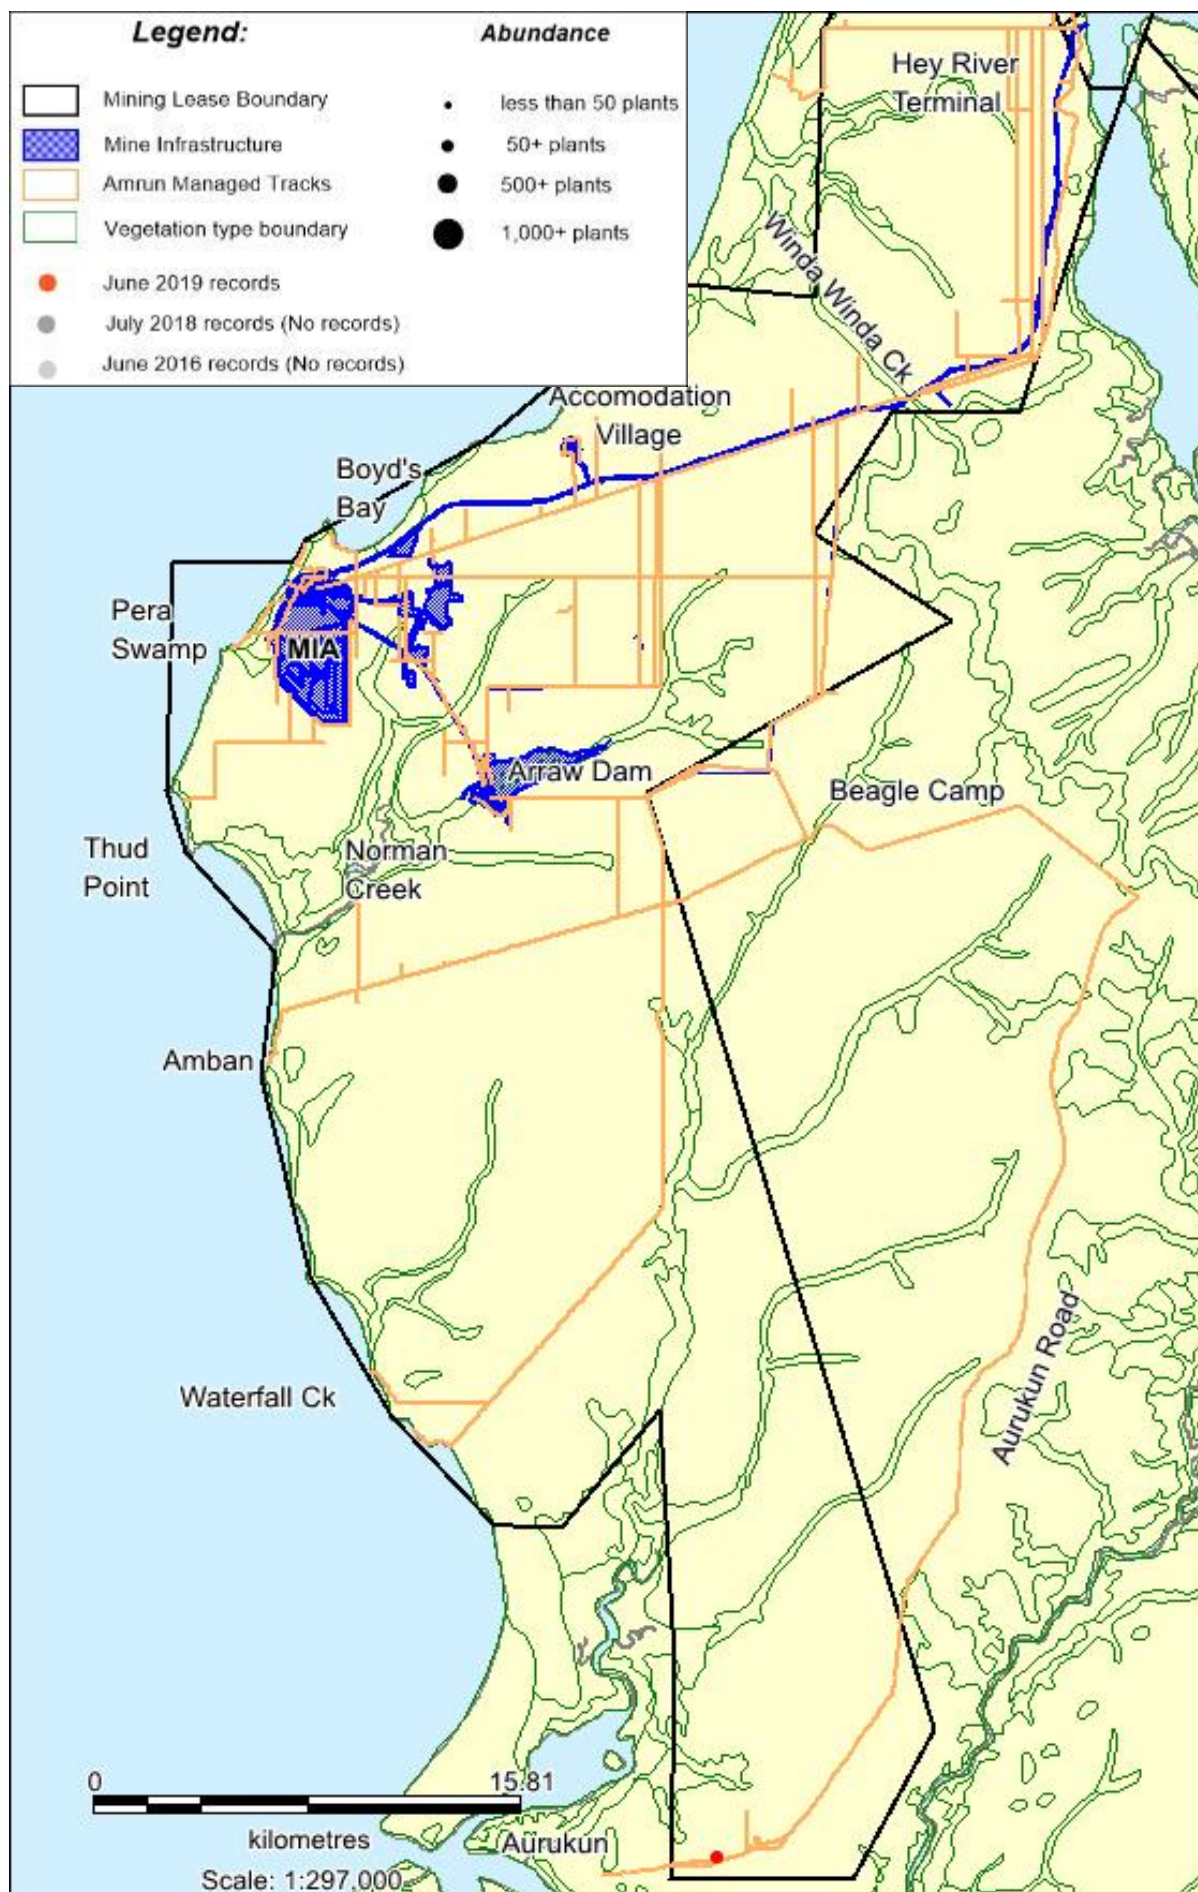 Legend:
Abundance
Mining Lease Boundary
less than 50 plants
Mine Infrastructure
50+ plants
Amrun Managed Tracks
500+ plants
Vegetation type boundary
1,000+ plants
June 2019 records
July 2018 records (No records)
June 2016 records (No records)
Hey River
Terminal
Winda Winda Ck
Accomodation
Village
Boyd's
Bay
Pera
Swamp
MIA
Arraw Dam
Beagle Camp
Thud
Point
Norman
Creek
Amban
Aurukun Road
Waterfall Ck
0
15.81
kilometres
Scale: 1:297,000
Aurukun